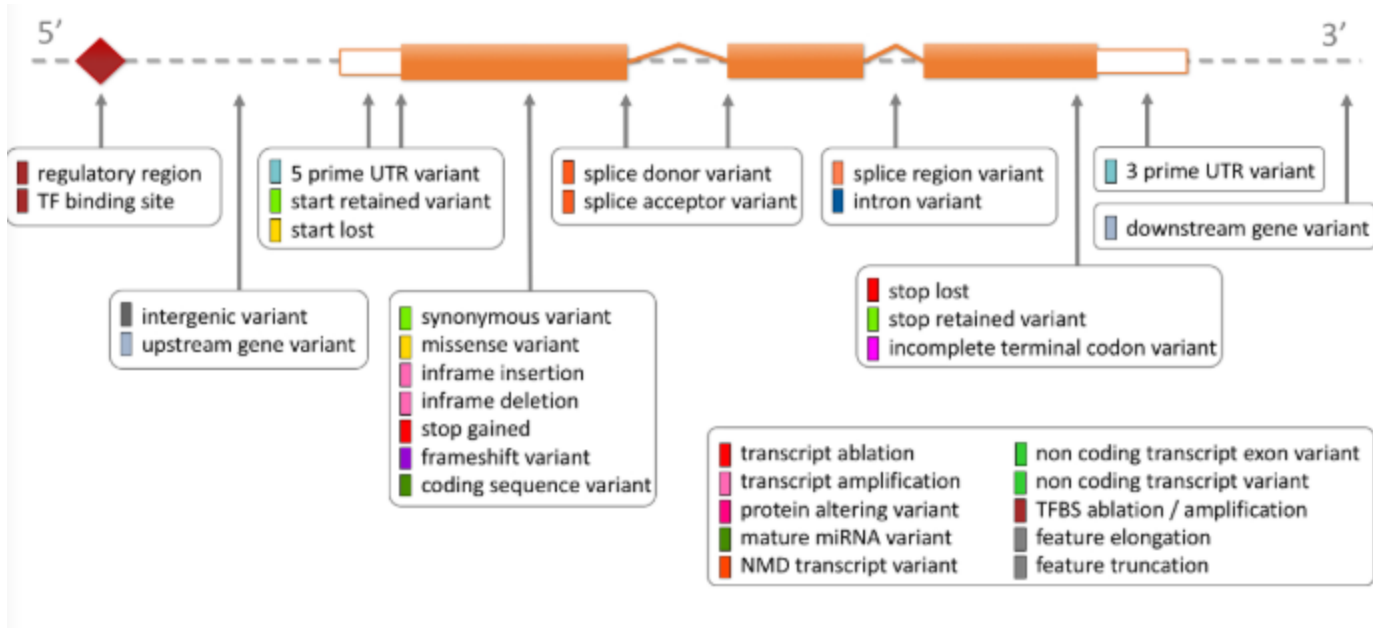 5’
3’
regulatory region
TF binding site
5 prime UTR variant
start retained variant
start lost
splice donor variant
splice acceptor variant
splice region variant
intron variant
3 prime UTR variant
downstream gene variant
intergenic variant
upstream gene variant
synonymous variant
missense variant
inframe insertion
inframe deletion
stop gained
frameshift variant
coding sequence variant
stop lost
stop retained variant
incomplete terminal codon variant
transcript ablation
transcript amplification
protein altering variant
mature miRNA variant
NMD transcript variant
non coding transcript exon variant
non coding transcript variant
TFBS ablation / amplification
feature elongation
feature truncation